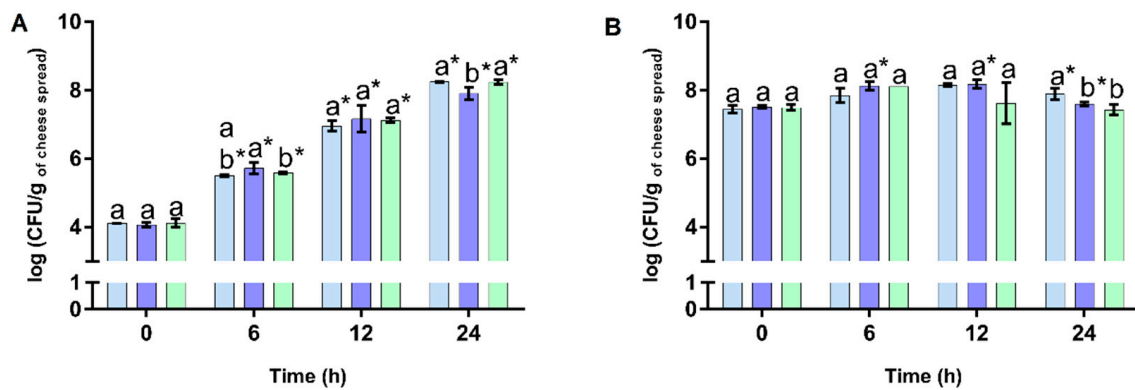 A
log (CFU/g of cheese spread)
10
8
6
4
1
0
a a a
a
b* a* b*
a* a* a*
a* b* a*
0 6 12 24
Time (h)
B
log (CFU/g of cheese spread)
10
8
6
4
1
0
a a a
a a* a
a a* a
a* b* b
0 6 12 24
Time (h)